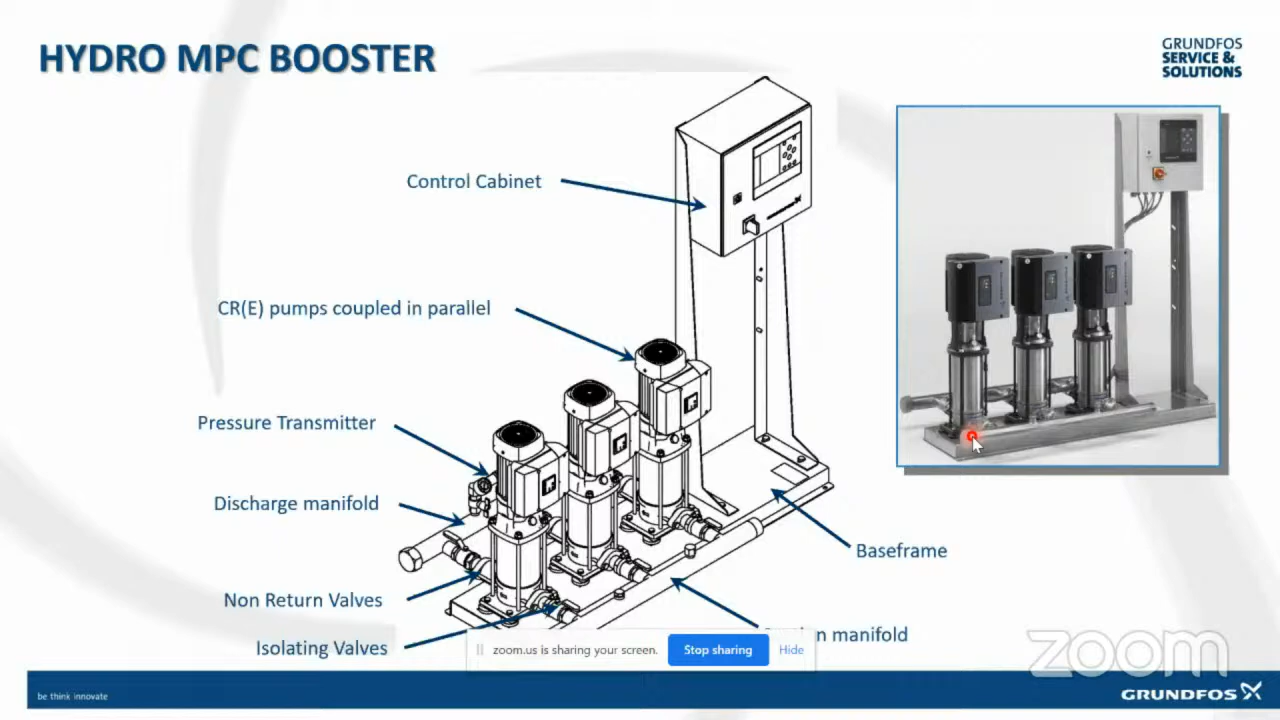 HYDRO MPC BOOSTER
GRUNDFOS
SERVICE &
SOLUTIONS
Control Cabinet
CR(E) pumps coupled in parallel
Pressure Transmitter
Discharge manifold
Baseframe
Non Return Valves
manifold
Isolating Valves
zoom.us is sharing your screen.
Stop sharing
Hide
zoom
be think innovate
GRUNDFOS